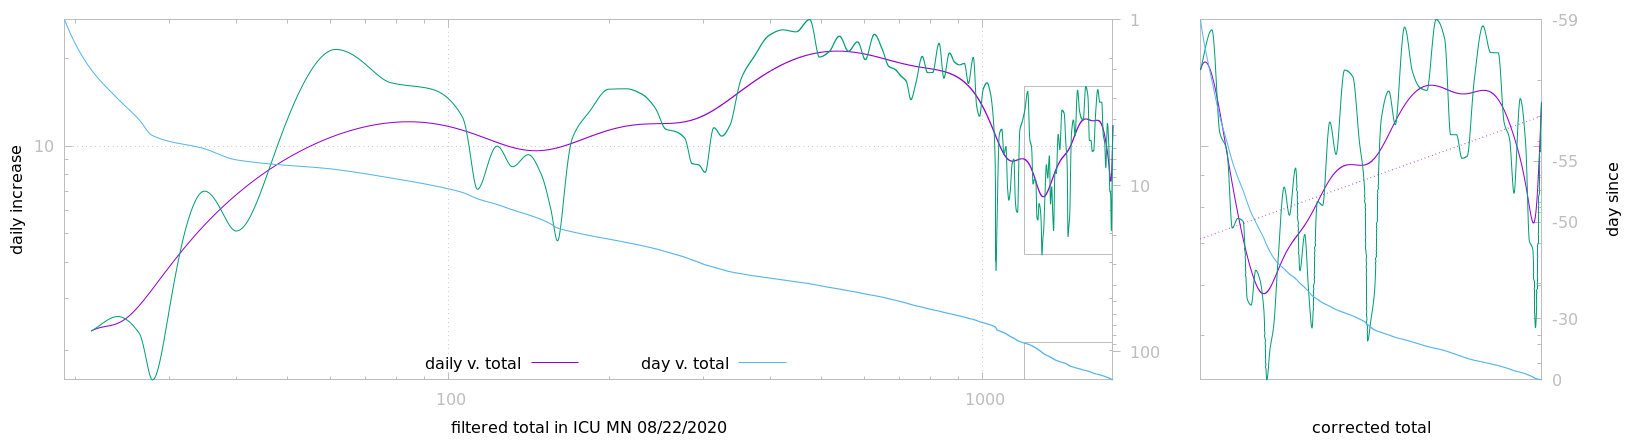 1
-59
10
daily increase
10
-55
-50
day since
-30
daily v. total
day v. total
100
0
100
1000
filtered total in ICU MN 08/22/2020
corrected total